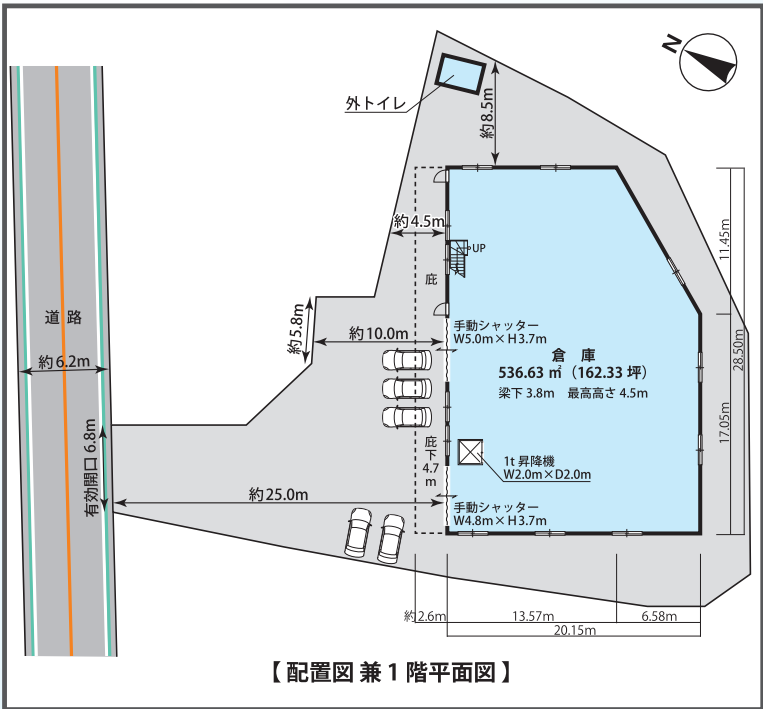 N
外トイレ
約8.5m
約4.5m
UP
庇
11.45m
28.50m
17.05m
道 路
約6.2m
約5.8m
約10.0m
手動シャッター
W5.0m×H3.7m
倉 庫
536.63 ㎡（162.33 坪）
梁下 3.8m 最高高さ 4.5m
有効開口 6.8m
庇下 4.7m
1t 昇降機
W2.0m×D2.0m
約25.0m
手動シャッター
W4.8m×H3.7m
約2.6m
13.57m
6.58m
20.15m
【 配置図 兼 1 階平面図 】